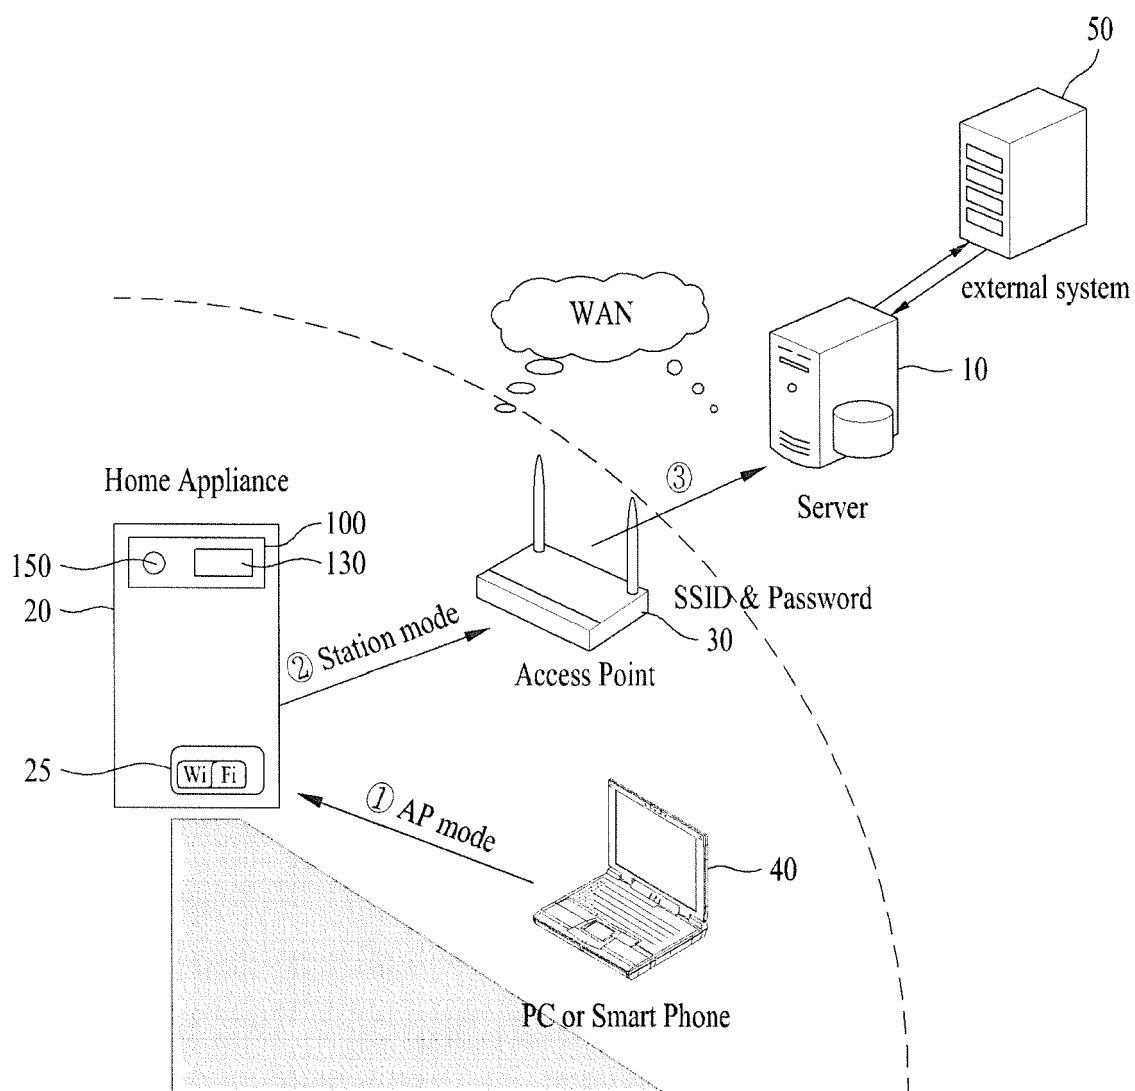 50
external system
WAN
10
Server
③
Home Appliance
100
150
130
20
SSID & Password
30
Access Point
② Station mode
25
Wi Fi
① AP mode
40
PC or Smart Phone